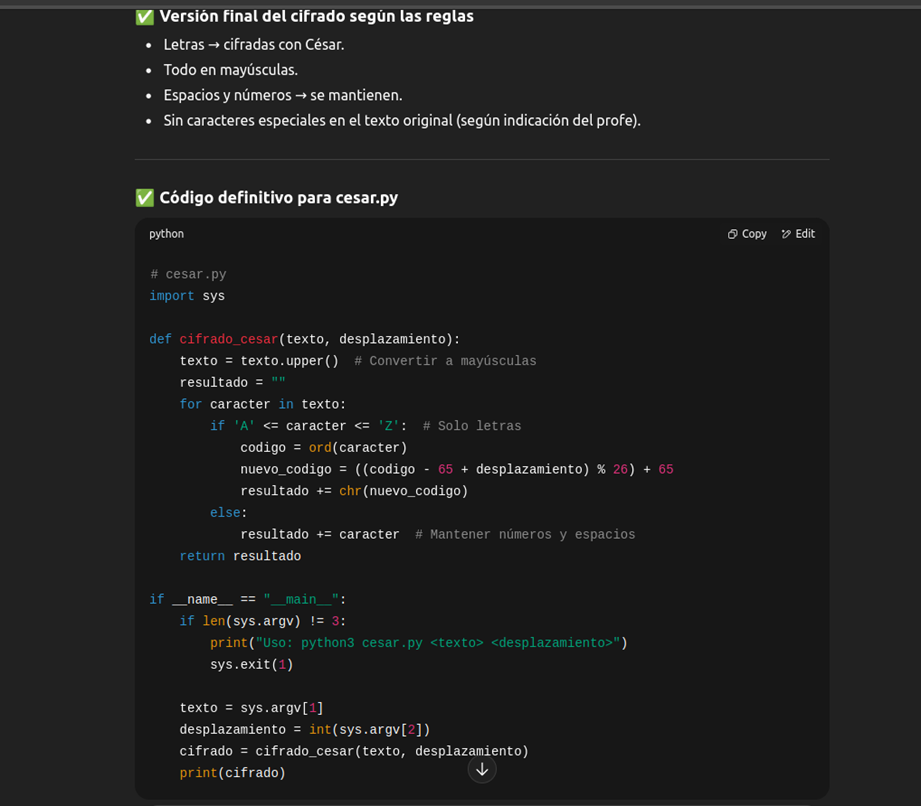 ✅ Versión final del cifrado según las reglas
• Letras → cifradas con César.
• Todo en mayúsculas.
• Espacios y números → se mantienen.
• Sin caracteres especiales en el texto original (según indicación del profe).
✅ Código definitivo para cesar.py
python Copy Edit
# cesar.py
import sys

def cifrado_cesar(texto, desplazamiento):
    texto = texto.upper()  # Convertir a mayúsculas
    resultado = ""
    for caracter in texto:
        if 'A' <= caracter <= 'Z':  # Solo letras
            codigo = ord(caracter)
            nuevo_codigo = ((codigo - 65 + desplazamiento) % 26) + 65
            resultado += chr(nuevo_codigo)
        else:
            resultado += caracter  # Mantener números y espacios
    return resultado

if __name__ == "__main__":
    if len(sys.argv) != 3:
        print("Uso: python3 cesar.py <texto> <desplazamiento>")
        sys.exit(1)

    texto = sys.argv[1]
    desplazamiento = int(sys.argv[2])
    cifrado = cifrado_cesar(texto, desplazamiento)
    print(cifrado)